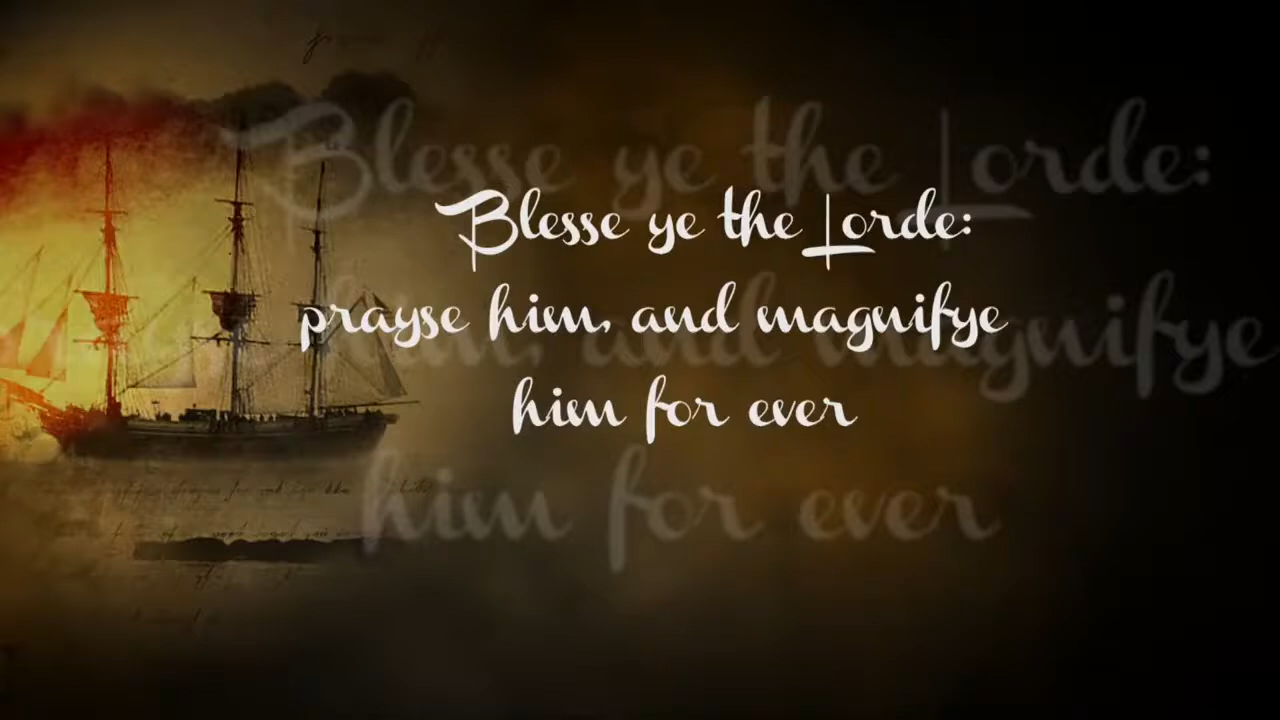 Blesse ye the Lorde:
prayse him, and magnifye
him for ever